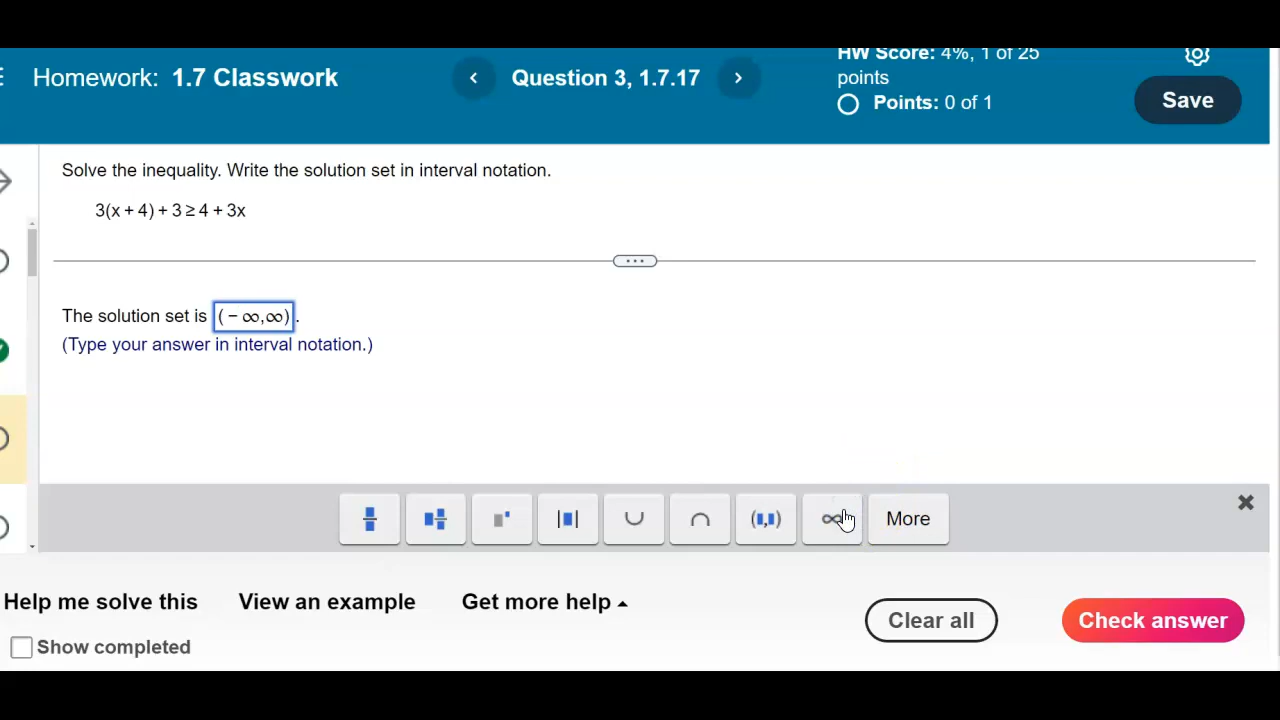 Homework: 1.7 Classwork
Question 3, 1.7.17
HW Score: 4%, 1 of 25
points
Points: 0 of 1
Save
Solve the inequality. Write the solution set in interval notation.
3(x + 4) + 3 ≥ 4 + 3x
The solution set is (−∞,∞).
(Type your answer in interval notation.)
∪ ∩ (▮,▮) ∞ More
Help me solve this
View an example
Get more help
Clear all
Check answer
Show completed